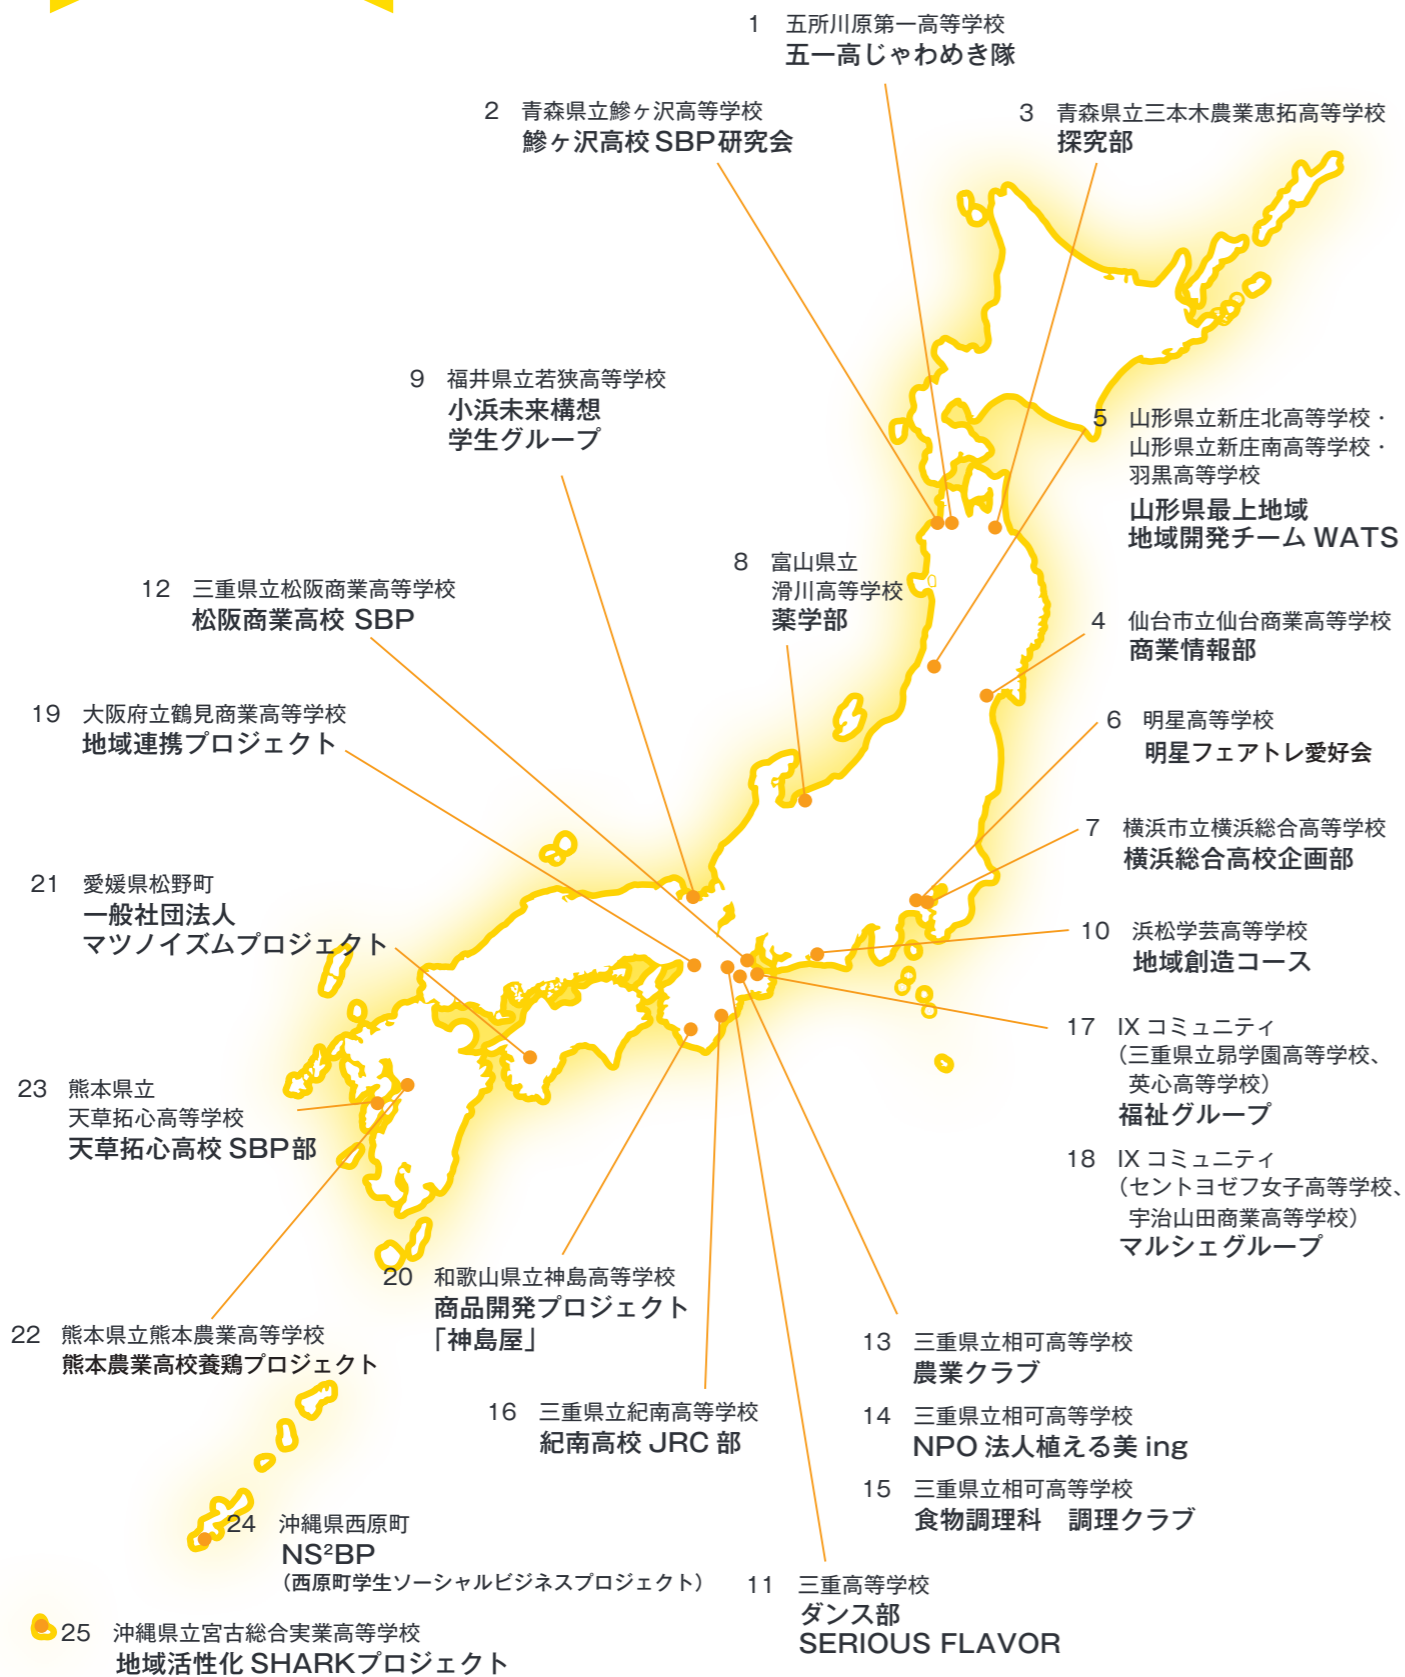 1 五所川原第一高等学校
五一高じゃわめき隊
2 青森県立鰺ヶ沢高等学校
鰺ヶ沢高校 SBP研究会
3 青森県立三本木農業恵拓高等学校
探究部
9 福井県立若狭高等学校
小浜未来構想
学生グループ
5 山形県立新庄北高等学校・
山形県立新庄南高等学校・
羽黒高等学校
山形県最上地域
地域開発チーム WATS
8 富山県立
滑川高等学校
薬学部
12 三重県立松阪商業高等学校
松阪商業高校 SBP
4 仙台市立仙台商業高等学校
商業情報部
19 大阪府立鶴見商業高等学校
地域連携プロジェクト
6 明星高等学校
明星フェアトレ愛好会
7 横浜市立横浜総合高等学校
横浜総合高校企画部
21 愛媛県松野町
一般社団法人
マツノイズムプロジェクト
10 浜松学芸高等学校
地域創造コース
17 IX コミュニティ
（三重県立昴学園高等学校、
英心高等学校）
福祉グループ
23 熊本県立
天草拓心高等学校
天草拓心高校 SBP部
18 IX コミュニティ
（セントヨゼフ女子高等学校、
宇治山田商業高等学校）
マルシェグループ
20 和歌山県立神島高等学校
商品開発プロジェクト
「神島屋」
22 熊本県立熊本農業高等学校
熊本農業高校養鶏プロジェクト
13 三重県立相可高等学校
農業クラブ
16 三重県立紀南高等学校
紀南高校 JRC 部
14 三重県立相可高等学校
NPO 法人植える美 ing
15 三重県立相可高等学校
食物調理科　調理クラブ
24 沖縄県西原町
NS²BP
（西原町学生ソーシャルビジネスプロジェクト）
11 三重高等学校
ダンス部
SERIOUS FLAVOR
25 沖縄県立宮古総合実業高等学校
地域活性化 SHARKプロジェクト